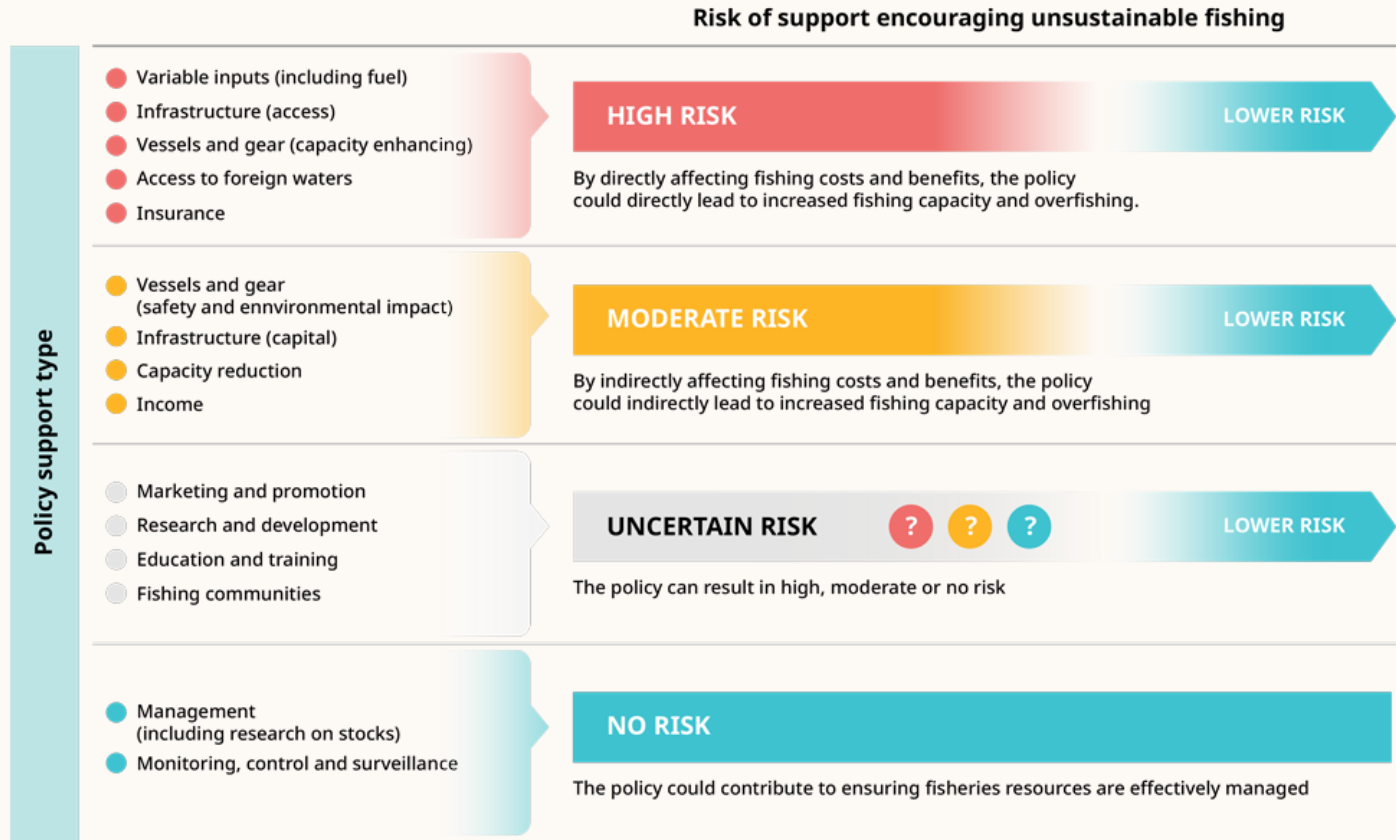 Risk of support encouraging unsustainable fishing
Policy support type
Variable inputs (including fuel)
Infrastructure (access)
Vessels and gear (capacity enhancing)
Access to foreign waters
Insurance
HIGH RISK
LOWER RISK
By directly affecting fishing costs and benefits, the policy
could directly lead to increased fishing capacity and overfishing.
Vessels and gear
(safety and ennvironmental impact)
Infrastructure (capital)
Capacity reduction
Income
MODERATE RISK
LOWER RISK
By indirectly affecting fishing costs and benefits, the policy
could indirectly lead to increased fishing capacity and overfishing
Marketing and promotion
Research and development
Education and training
Fishing communities
UNCERTAIN RISK
? ? ?
LOWER RISK
The policy can result in high, moderate or no risk
Management
(including research on stocks)
Monitoring, control and surveillance
NO RISK
The policy could contribute to ensuring fisheries resources are effectively managed